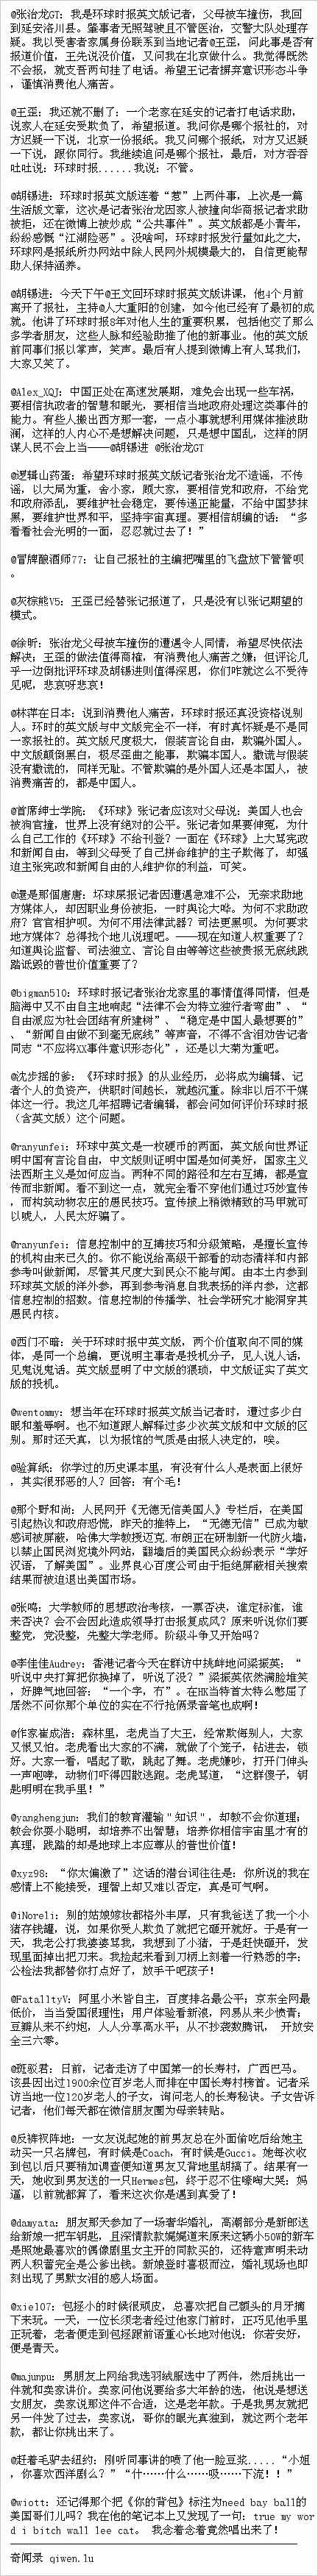 @张治龙GT: 我是环球时报英文版记者，父母被车撞伤，我回
到延安洛川县。肇事者无照驾驶且不管医治，交警大队处理存
疑。我以受害者家属身份联系到当地记者@王歪，问此事是否有
报道价值，王先说没价值，又问我在北京做什么。我觉得既然
不会报，就支吾两句挂了电话。希望王记者摒弃意识形态斗争
，谨慎消费他人痛苦。
@王歪: 我还就不删了: 一个老家在延安的记者打电话求助，
说家人在延安受欺负了，希望报道。我问你是哪个报社的，对
方迟疑一下说，北京一份报纸。我又问哪个报纸，对方又迟疑
一下说，跟你同行。我继续追问是哪个报社，最后，对方吞吞
吐吐说: 环球时报......我说: 不管。
@胡锡进: 环球时报英文版连着“惹”上两件事，上次是一篇
生活版文章，这次是记者张治龙因家人被撞向华商报记者求助
被拒，还在微博上被炒成“公共事件”。英文版都是小青年，
纷纷感慨“江湖险恶”。没啥呵，环球时报发行量如此之大，
环球网是报纸所办网站中除人民网外规模最大的，自信更能帮
助人保持涵养。
@胡锡进: 今天下午@王文回环球时报英文版讲课，他4个月前
离开了报社，主持@人大重阳的创建，如今他已经有了最初的成
就。他讲了环球时报8年对他人生的重要积累，包括他交了那么
多学者朋友，这些人脉和经验助推了他的新事业。他的英文版
前同事们报以掌声，笑声。最后有人提到微博上有人骂我们，
大家又笑了。
@Alex_XQJ: 中国正处在高速发展期，难免会出现一些车祸，
要相信执政者的智慧和眼光，要相信当地政府处理这类事件的
能力。有些人搬出西方那一套，一点小事就想利用媒体推波助
澜，这样的人内心不是想解决问题，只是想中国乱，这样的阴
谋人民不会上当——@胡锡进 @张治龙GT
@逻辑山药蛋: 希望环球时报英文版记者张治龙不造谣，不传
谣，以大局为重，舍小家，顾大家，要相信党和政府，不给党
和政府添乱，要维护社会稳定，要传递正能量，不给中国梦抹
黑，要维护世界和平，坚持宇宙真理。要相信胡编的话: “多
看看社会光明的一面，忍忍就过去了！”
@冒牌酿酒师77: 让自己报社的主编把嘴里的飞盘放下管管呗
。
@灰棕熊V5: 王歪已经替张记报道了，只是没有以张记期望的
模式。
@徐昕: 张治龙父母被车撞伤的遭遇令人同情，希望尽快依法
解决; 王歪的做法值得商榷，有消费他人痛苦之嫌; 但评论几
乎一边倒批评环球及胡锡进则值得深思，你们咋就这么不受待
见呢，悲哀呀悲哀！
@林萍在日本: 说到消费他人痛苦，环球时报还真没资格说别
人。环时的英文版与中文版完全不一样，有时真怀疑是不是同
一家报社的。英文版尺度极大，假装言论自由，欺骗外国人。
中文版颠倒黑白，极尽歪曲之能事，欺骗本国人。撒谎与假装
没有撒谎的，同样无耻。不管欺骗的是外国人还是本国人，被
消费痛苦的，都是中国人。
@首席绅士学院: 《环球》张记者应该对父母说: 美国人也会
被狗官撞，世界上没有绝对的公平。张记者如果要伸冤，为什
么自己工作的《环球》不给刊登？一面在《环球》上大骂宪政
和新闻自由，等到父母受了自己拼命维护的主子欺侮了，却强
迫主张宪政和新闻自由的人维护你的利益，可笑。
@還是那個唐唐: 坏球屎报记者因遭遇急难不公，无奈求助地
方媒体人，却因职业身份被拒，一时舆论大哗。为何不求助政
府？官官相护呗。为何不用法律武器？司法更黑呗。为何要求
地方媒体？总得找个地儿说理吧。——现在知道人权重要了？
知道舆论监督、司法独立、言论自由等等这些被贵报无底线践
踏诋毁的普世价值重要了？
@bigman510: 环球时报记者张治龙家里的事情值得同情，但是
脑海中又不由自主地响起“法律不会为特立独行者弯曲”、“
自由派应为社会团结有所建树”、“稳定是中国人最想要的”
、“新闻自由做不到毫无底线”等声音，不得不含泪劝告记者
同志“不应将XX事件意识形态化”，还是以大菊为重吧。
@沈步摇的爹: 《环球时报》的从业经历，必将成为编辑、记
者个人的负资产，供职时间越长，就越沉重。除非以后不干媒
体这一行。我这几年招聘记者编辑，都会问如何评价环球时报
（含英文版）这个问题。
@ranyunfei: 环球中英文是一枚硬币的两面，英文版向世界证
明中国有言论自由，中文版则证明中国是如何美好，国家主义
法西斯主义是如何应当。两种不同的路径和左右互搏，都是宣
传而非新闻。看不到这一点，就完全看不穿他们通过巧妙宣传
，而构筑动物农庄的愚民技巧。宣传披上稍微精致的马甲就可
以唬人，人民太好骗了。
@ranyunfei: 信息控制中的互搏技巧和分级策略，是擅长宣传
的机构由来已久的。你不能说给高级干部看的动态清样和内部
参考叫做新闻，尽管其尺度大到民众不能与闻。由本土内参到
环球英文版的洋外参，再到参考消息自我表扬的洋内参，这都
信息控制的招数。信息控制的传播学、社会学研究才能洞穿其
愚民内核。
@西门不暗: 关于环球时报中英文版，两个价值取向不同的媒
体，是同一个总编，更说明主事者是投机分子，见人说人话，
见鬼说鬼话。英文版显明了中文版的猥琐，中文版证实了英文
版的投机。
@wentommy: 想当年在环球时报英文版当记者时，遭过多少白
眼和羞辱啊。也不知道跟人解释过多少次英文版和中文版的区
别。那时还天真，以为报馆的气质是由报人决定的，唉。
@验算纸: 你学过的历史课本里，有没有什么人是表面上很好
，其实很邪恶的人？回答: 有个毛！
@那个野和尚: 人民网开《无德无信美国人》专栏后，在美国
引起热议和政府恐慌，昨天的推特上，“无德无信”已成为敏
感词被屏蔽，哈佛大学教授迈克.布朗正在研制新一代防火墙，
以禁止国民浏览境外网站，翻墙后的美国民众纷纷表示“学好
汉语，了解美国”。业界良心百度公司由于拒绝屏蔽相关搜索
结果而被迫退出美国市场。
@张鸣: 大学教师的思想政治考核，一票否决，谁定标准，谁
来否决？会不会因此造成领导打击报复成风？原来听说你们要
整党，党没整，先整大学老师。阶级斗争又开始吗？
@李佳佳Audrey: 香港记者今天在群访中挑衅地问梁振英: “
听说中央打算把你换掉了，听说了没？”梁振英依然满脸堆笑
，好脾气地回答: “一个字，冇”。在HK当特首太特么憋屈了
居然不问你那个单位的实在不行抢俩录音笔也成啊！
@作家崔成浩: 森林里，老虎当了大王，经常欺侮别人，大家
又恨又怕。老虎看出大家的不满，就做了个笼子，钻进去，锁
好。大家一看，唱起了歌，跳起了舞。老虎嫌吵，打开门伸头
一声咆哮，动物们吓得四散逃跑。老虎骂道，“这群傻子，钥
匙明明在我手里！”
@yanghengjun: 我们的教育灌输＂知识＂，却教不会你道理;
教会你耍小聪明，却培养不出智慧; 培养你相信宇宙里才有的
真理，践踏的却是地球上本应尊从的普世价值！
@xyz98: “你太偏激了”这话的潜台词往往是: 你所说的我在
感情上不能接受，理智上却又难以否定，真是可气啊。
@iNoreli: 别的姑娘嫁妆都格外丰厚，只有我爸送了我一个小
猪存钱罐，说，如果你受人欺负了就把它砸开就好。于是有一
天，我老公打我婆婆骂我，我想到了小猪，于是赶快砸开，发
现里面掉出把刀来。我捡起来看到刀柄上刻着一行熟悉的字:
公检法我都替你打点好了，放手干吧孩子！
@FataltyV: 阿里小米皆自主，百度排名最公平; 京东全网最
低价，当当爱国很理性; 用户体验看新浪，网易从来少愤青;
豆瓣从来不约炮，人人分享高水平; 从不抄袭数腾讯， 开放安
全三六零。
@斑驳君: 日前，记者走访了中国第一的长寿村，广西巴马。
该县因出过1900余位百岁老人而排在中国长寿村榜首。记者采
访当地一位120岁老人的子女，询问老人的长寿秘诀。子女告诉
记者，他们每天都在微信朋友圈为母亲转贴。
@反裤衩阵地: 一女友说起她的前男友总在外面偷吃后给她主
动买一只名牌包，有时候是Coach，有时候是Gucci。她每次收
到包以后只要稍加调查便知道男友又背地里胡搞了。结果有一
天，她收到男友送的一只Hermes包，终于忍不住嚎啕大哭: 妈
逼，以前就都算了，看来这次你是遇到真爱了！
@damyata: 朋友那天参加了一场奢华婚礼，高潮部分是新郎送
给新娘一把车钥匙，且深情款款娓娓道来原来这辆小50W的新车
是照她最喜欢的偶像剧里女主开的同款买的，还特意声明未动
两人积蓄完全是公爹出钱。新娘登时喜极而泣，婚礼现场也即
刻出现了男默女泪的感人场面。
@xie107: 包拯小的时候很顽皮，总喜欢把自己额头的月牙摘
下来玩。一天，一位长须老者经过他家门前时，正巧见他手里
正玩着，老者便走到包拯跟前语重心长地对他说: 你若安好，
便是青天。
@majunpu: 男朋友上网给我选羽绒服选中了两件，然后挑出一
件就和卖家讲价。卖家问他说要给多大年龄的选，他说是想送
女朋友，卖家说那这件不合适，这是老年款。于是我男友就把
另一件发了过去，卖家说，哥你的眼光真独到，就这两个老年
款，都让你挑出来了。
@赶着毛驴去纽约: 刚听同事讲的喷了他一脸豆浆.....“小姐
，你喜欢西洋剧么？”“什……什么……吸……下流！！”
@wiott: 还记得那个把《你的背包》标注为need bay ball的
美国哥们儿吗？我在他的笔记本上又发现了一句: true my wor
d i bitch wall lee cat。 我念着念着竟然唱出来了！
奇闻录 qiwen.lu